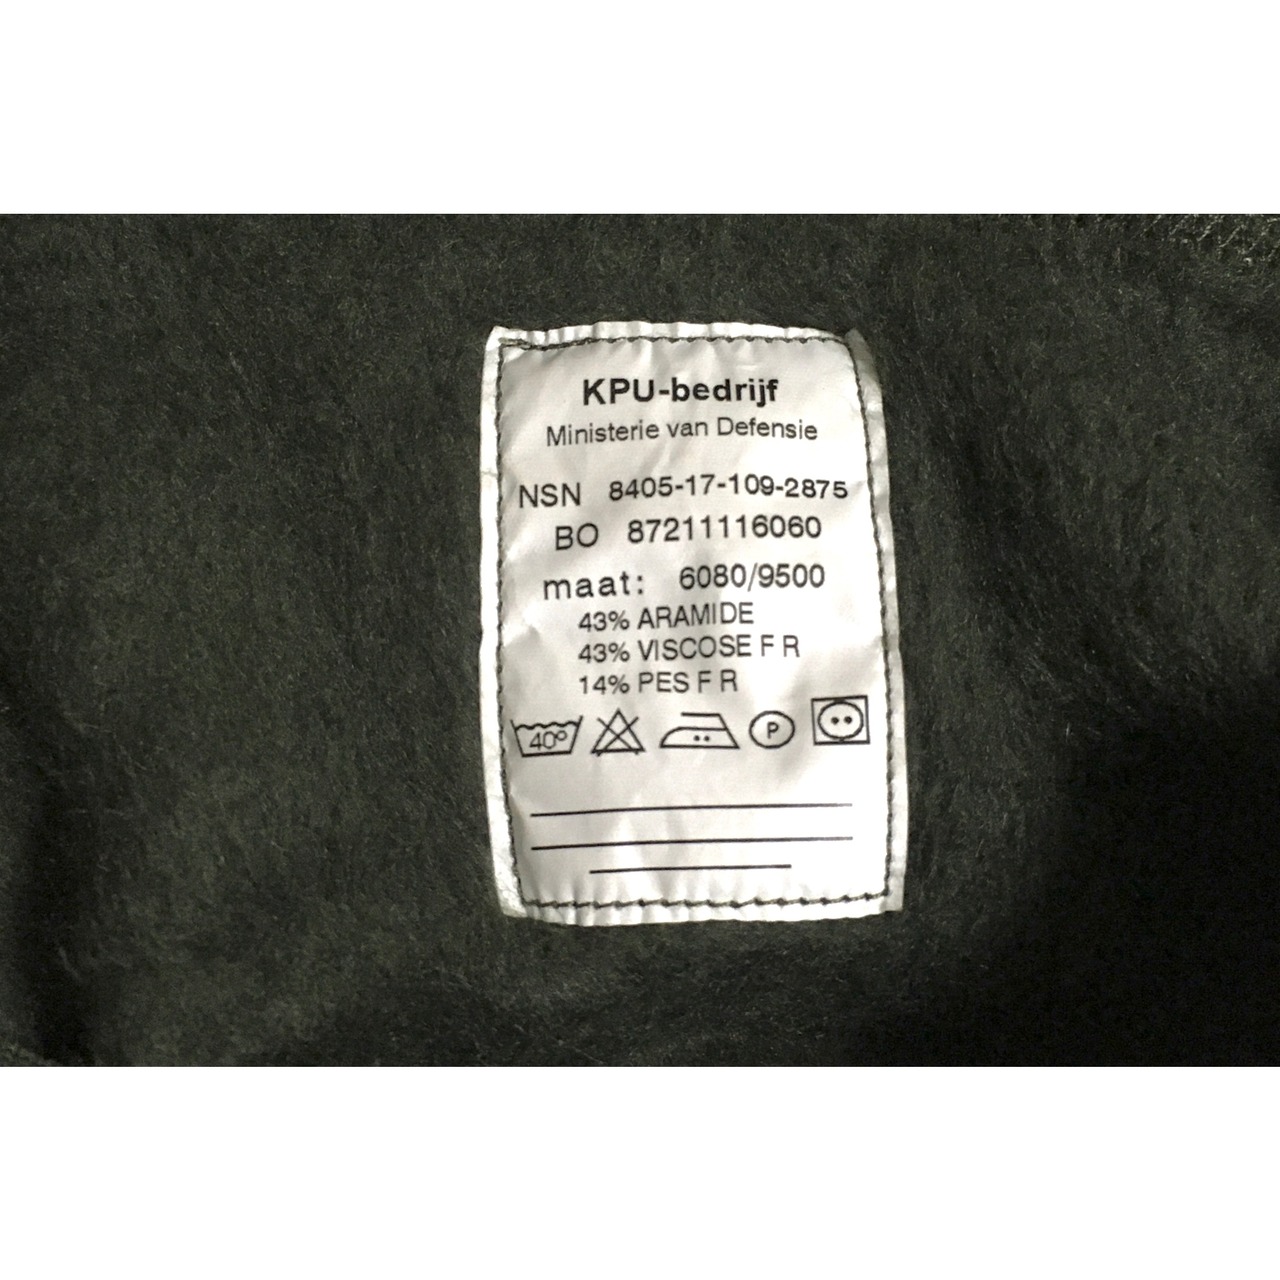 KPU-bedrijf
Ministerie van Defensie
NSN 8405-17-109-2875
BO 87211116060
maat: 6080/9500
43% ARAMIDE
43% VISCOSE F R
14% PES F R
40° P